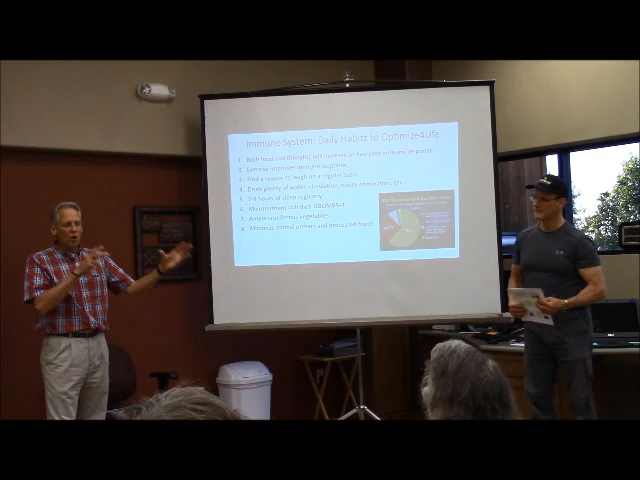 Immune System: Daily Habits to Optimize4Life
1. Both food and thoughts will increase or decrease immune response
2. Exercise improves immune response
3. Find a reason to laugh on a regular basis
4. Drink plenty of water: circulation, waste elimination, etc
5. 7-9 hours of sleep regularly
6. Micronutrient rich diet: GBOMBS+T
7. Ample cruciferous vegetables
8. Minimize animal protein and processed foods